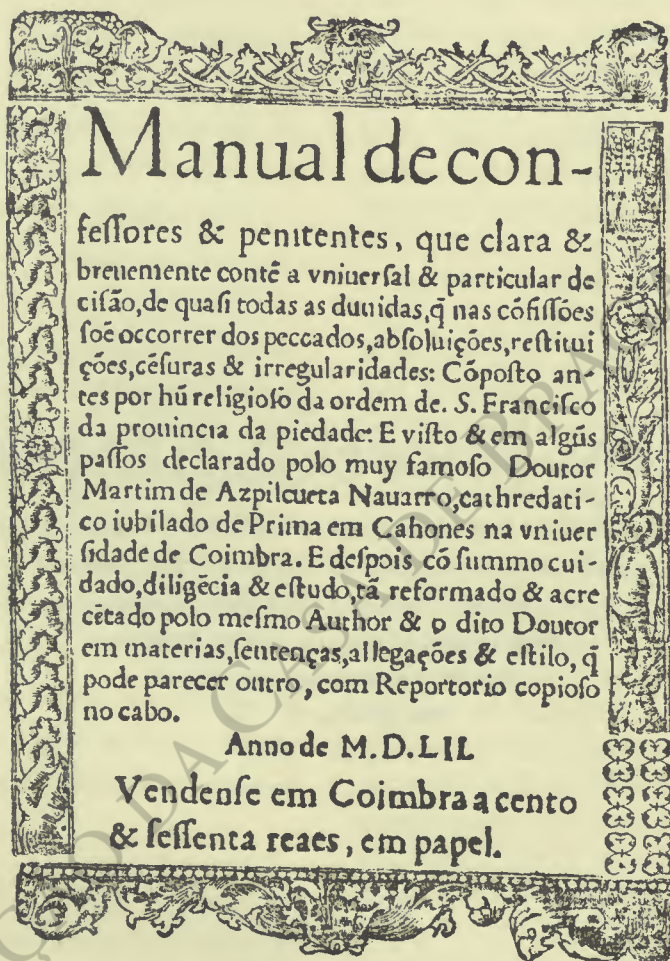 Manual de con-
feſſores & penitentes, que clara &
breuemente contẽ a vniuerſal & particular de
ciſão, de quaſi todas as duuidas, q̃ nas cõfiſſões
ſoẽ occorrer dos peccados, abſoluições, reſtitui
ções, cẽſuras & irregularidades: Cõpoſto an-
tes por hũ religioſo da ordem de. S. Franciſco
da prouincia da piedade: E viſto & em algũs
paſſos declarado polo muy famoſo Doutor
Martim de Azpilcueta Nauarro, cathredati-
co iubilado de Prima em Cahones na vniuer
ſidade de Coimbra. E deſpois cõ ſummo cui-
dado, diligẽcia & eſtudo, tã reformado & acre
cẽtado polo meſmo Author & o dito Doutor
em materias, ſentenças, allegações & eſtilo, q̃
pode parecer outro, com Reportorio copioſo
no cabo.
Anno de M.D.LII.
Vendenſe em Coimbra a cento
& ſeſſenta reaes, em papel.